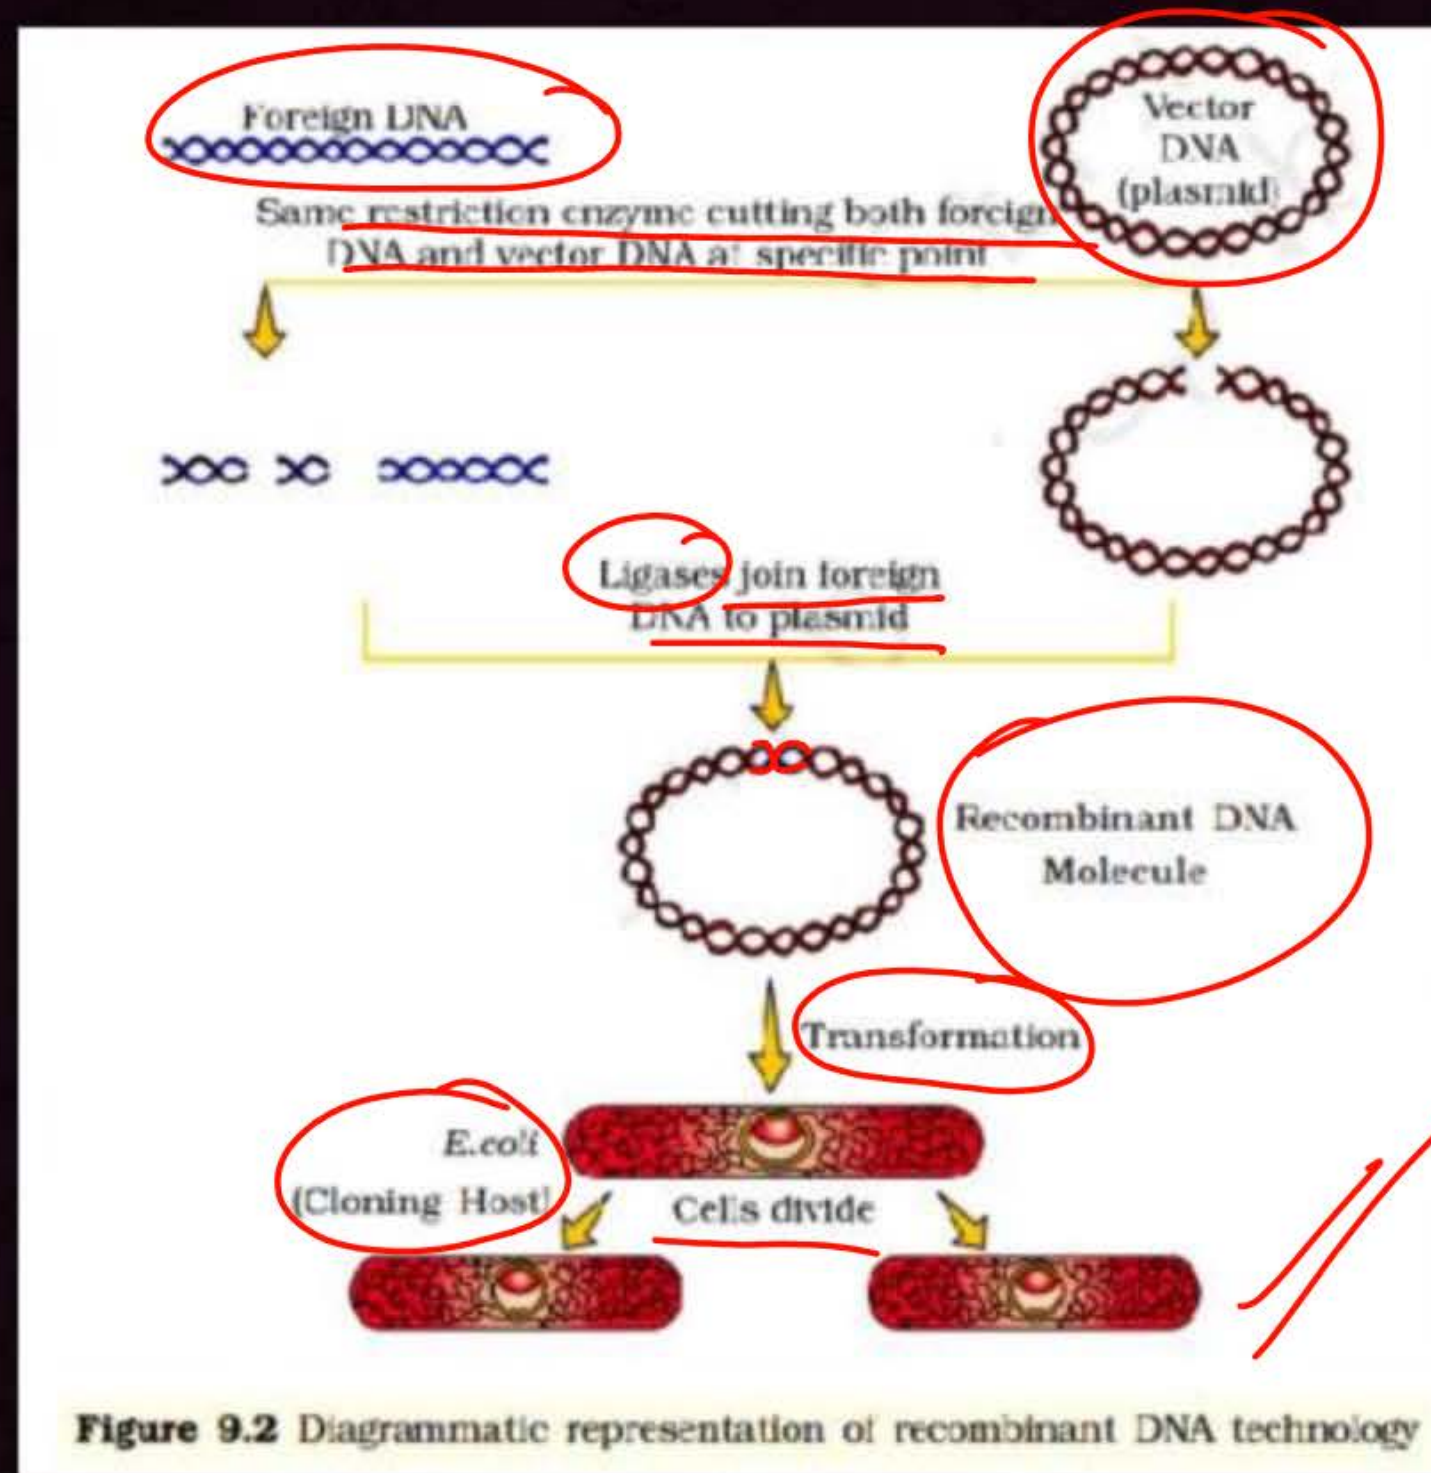 Foreign DNA
Vector
DNA
(plasmid)
Same restriction enzyme cutting both foreign
DNA and vector DNA at specific point
Ligases join foreign
DNA to plasmid
Recombinant DNA
Molecule
Transformation
E.coli
(Cloning Host)
Cells divide
Figure 9.2 Diagrammatic representation of recombinant DNA technology